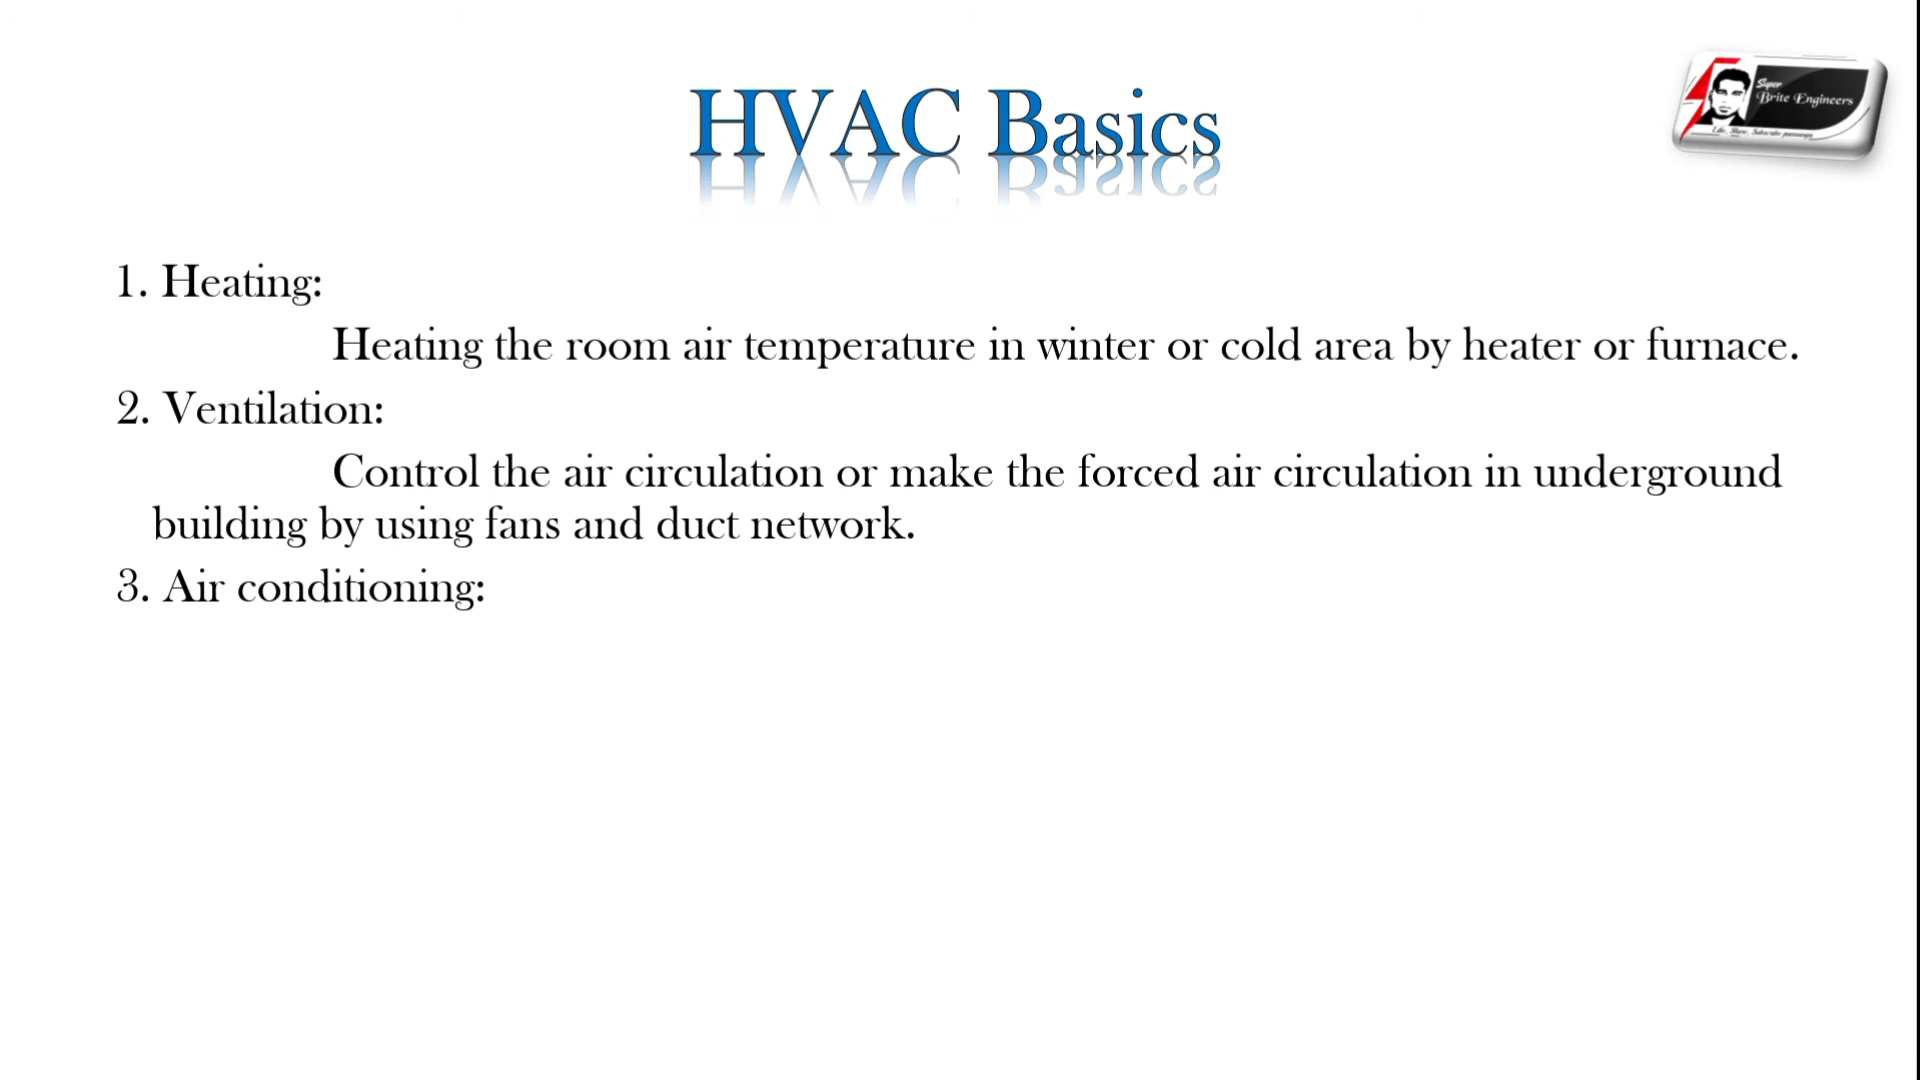 HVAC Basics
Super
Brite Engineers
1. Heating:
Heating the room air temperature in winter or cold area by heater or furnace.
2. Ventilation:
Control the air circulation or make the forced air circulation in underground
building by using fans and duct network.
3. Air conditioning: